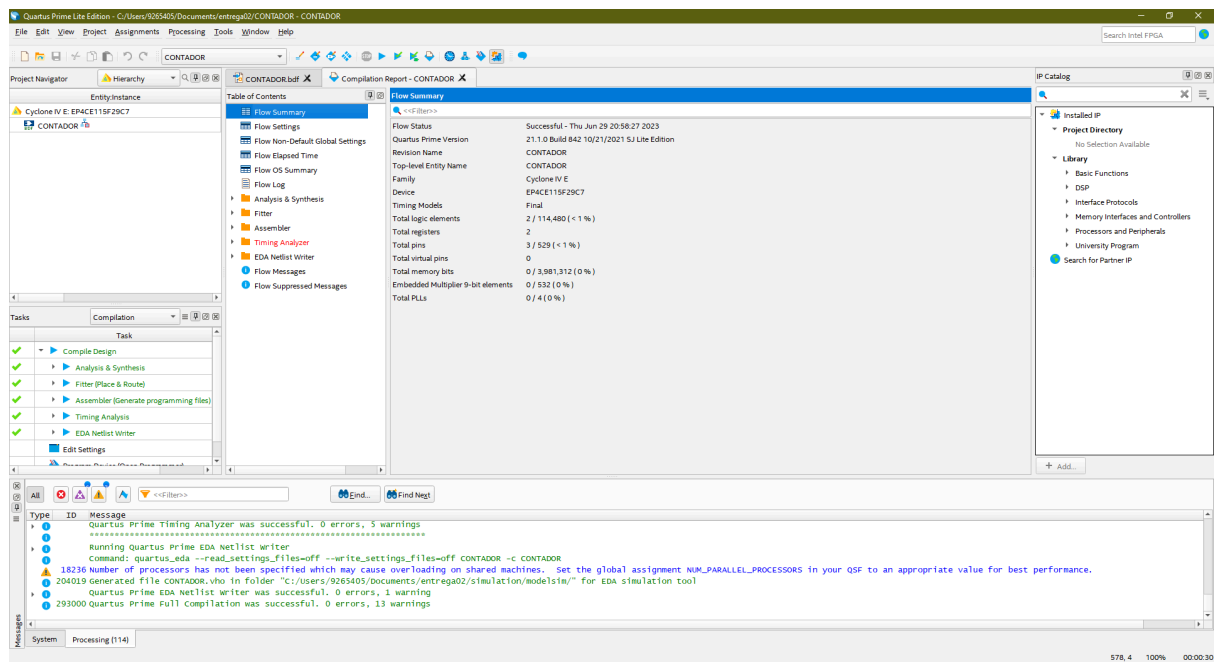 Quartus Prime Lite Edition - C:/Users/9265405/Documents/entrega02/CONTADOR - CONTADOR
File Edit View Project Assignments Processing Tools Window Help
Search Intel FPGA
CONTADOR
Project Navigator
Hierarchy
Entity:Instance
Cyclone IV E: EP4CE115F29C7
CONTADOR
CONTADOR.bdf
Compilation Report - CONTADOR
Table of Contents
Flow Summary
Flow Settings
Flow Non-Default Global Settings
Flow Elapsed Time
Flow OS Summary
Flow Log
Analysis & Synthesis
Fitter
Assembler
Timing Analyzer
EDA Netlist Writer
Flow Messages
Flow Suppressed Messages
Flow Summary
<<Filter>>
Flow Status Successful - Thu Jun 29 20:58:27 2023
Quartus Prime Version 21.1.0 Build 842 10/21/2021 SJ Lite Edition
Revision Name CONTADOR
Top-level Entity Name CONTADOR
Family Cyclone IV E
Device EP4CE115F29C7
Timing Models Final
Total logic elements 2 / 114,480 ( < 1 % )
Total registers 2
Total pins 3 / 529 ( < 1 % )
Total virtual pins 0
Total memory bits 0 / 3,981,312 ( 0 % )
Embedded Multiplier 9-bit elements 0 / 532 ( 0 % )
Total PLLs 0 / 4 ( 0 % )
IP Catalog
Installed IP
Project Directory
No Selection Available
Library
Basic Functions
DSP
Interface Protocols
Memory Interfaces and Controllers
Processors and Peripherals
University Program
Search for Partner IP
+ Add...
Tasks
Compilation
Task
Compile Design
Analysis & Synthesis
Fitter (Place & Route)
Assembler (Generate programming files)
Timing Analysis
EDA Netlist Writer
Edit Settings
Program Device (Open Programmer)
All
<<Filter>>
Find...
Find Next
Type ID Message
Quartus Prime Timing Analyzer was successful. 0 errors, 5 warnings
*******************************************************************
Running Quartus Prime EDA Netlist Writer
Command: quartus_eda --read_settings_files=off --write_settings_files=off CONTADOR -c CONTADOR
18236 Number of processors has not been specified which may cause overloading on shared machines. Set the global assignment NUM_PARALLEL_PROCESSORS in your QSF to an appropriate value for best performance.
204019 Generated file CONTADOR.vho in folder "C:/Users/9265405/Documents/entrega02/simulation/modelsim/" for EDA simulation tool
Quartus Prime EDA Netlist Writer was successful. 0 errors, 1 warning
293000 Quartus Prime Full Compilation was successful. 0 errors, 13 warnings
Messages
System
Processing (114)
578, 4 100% 00:00:30